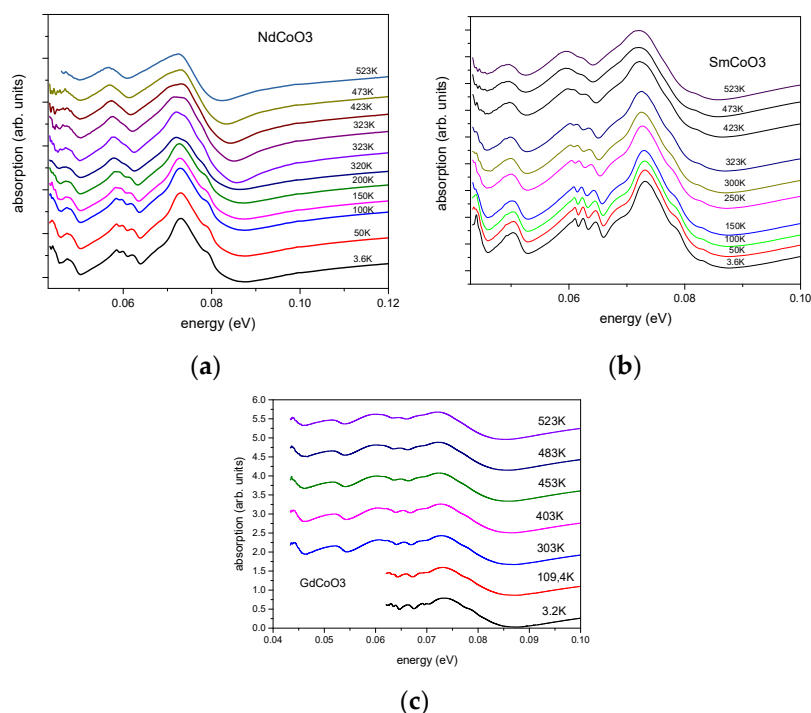 NdCoO3
absorption (arb. units)
523K
473K
423K
323K
323K
320K
200K
150K
100K
50K
3.6K
0.06 0.08 0.10 0.12
energy (eV)
(a)
SmCoO3
absorption (arb. units)
523K
473K
423K
323K
300K
250K
150K
100K
50K
3.6K
0.06 0.08 0.10
energy (eV)
(b)
6.0
5.5
5.0
4.5
4.0
3.5
3.0
2.5
2.0
1.5
1.0
0.5
0.0
absorption (arb. units)
523K
483K
453K
403K
303K
GdCoO3
109,4K
3.2K
0.04 0.05 0.06 0.07 0.08 0.09 0.10
energy (eV)
(c)